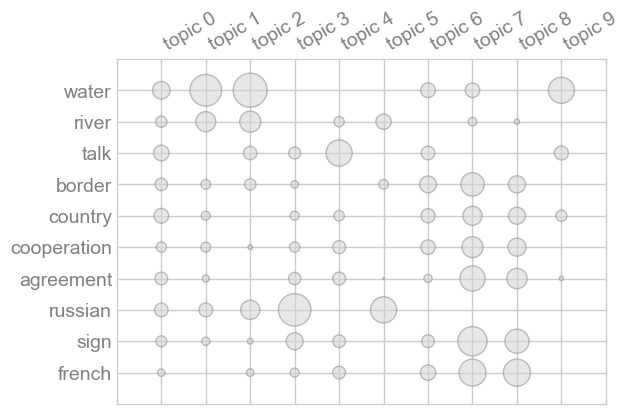 topic 0 topic 1 topic 2 topic 3 topic 4 topic 5 topic 6 topic 7 topic 8 topic 9
water
river
talk
border
country
cooperation
agreement
russian
sign
french